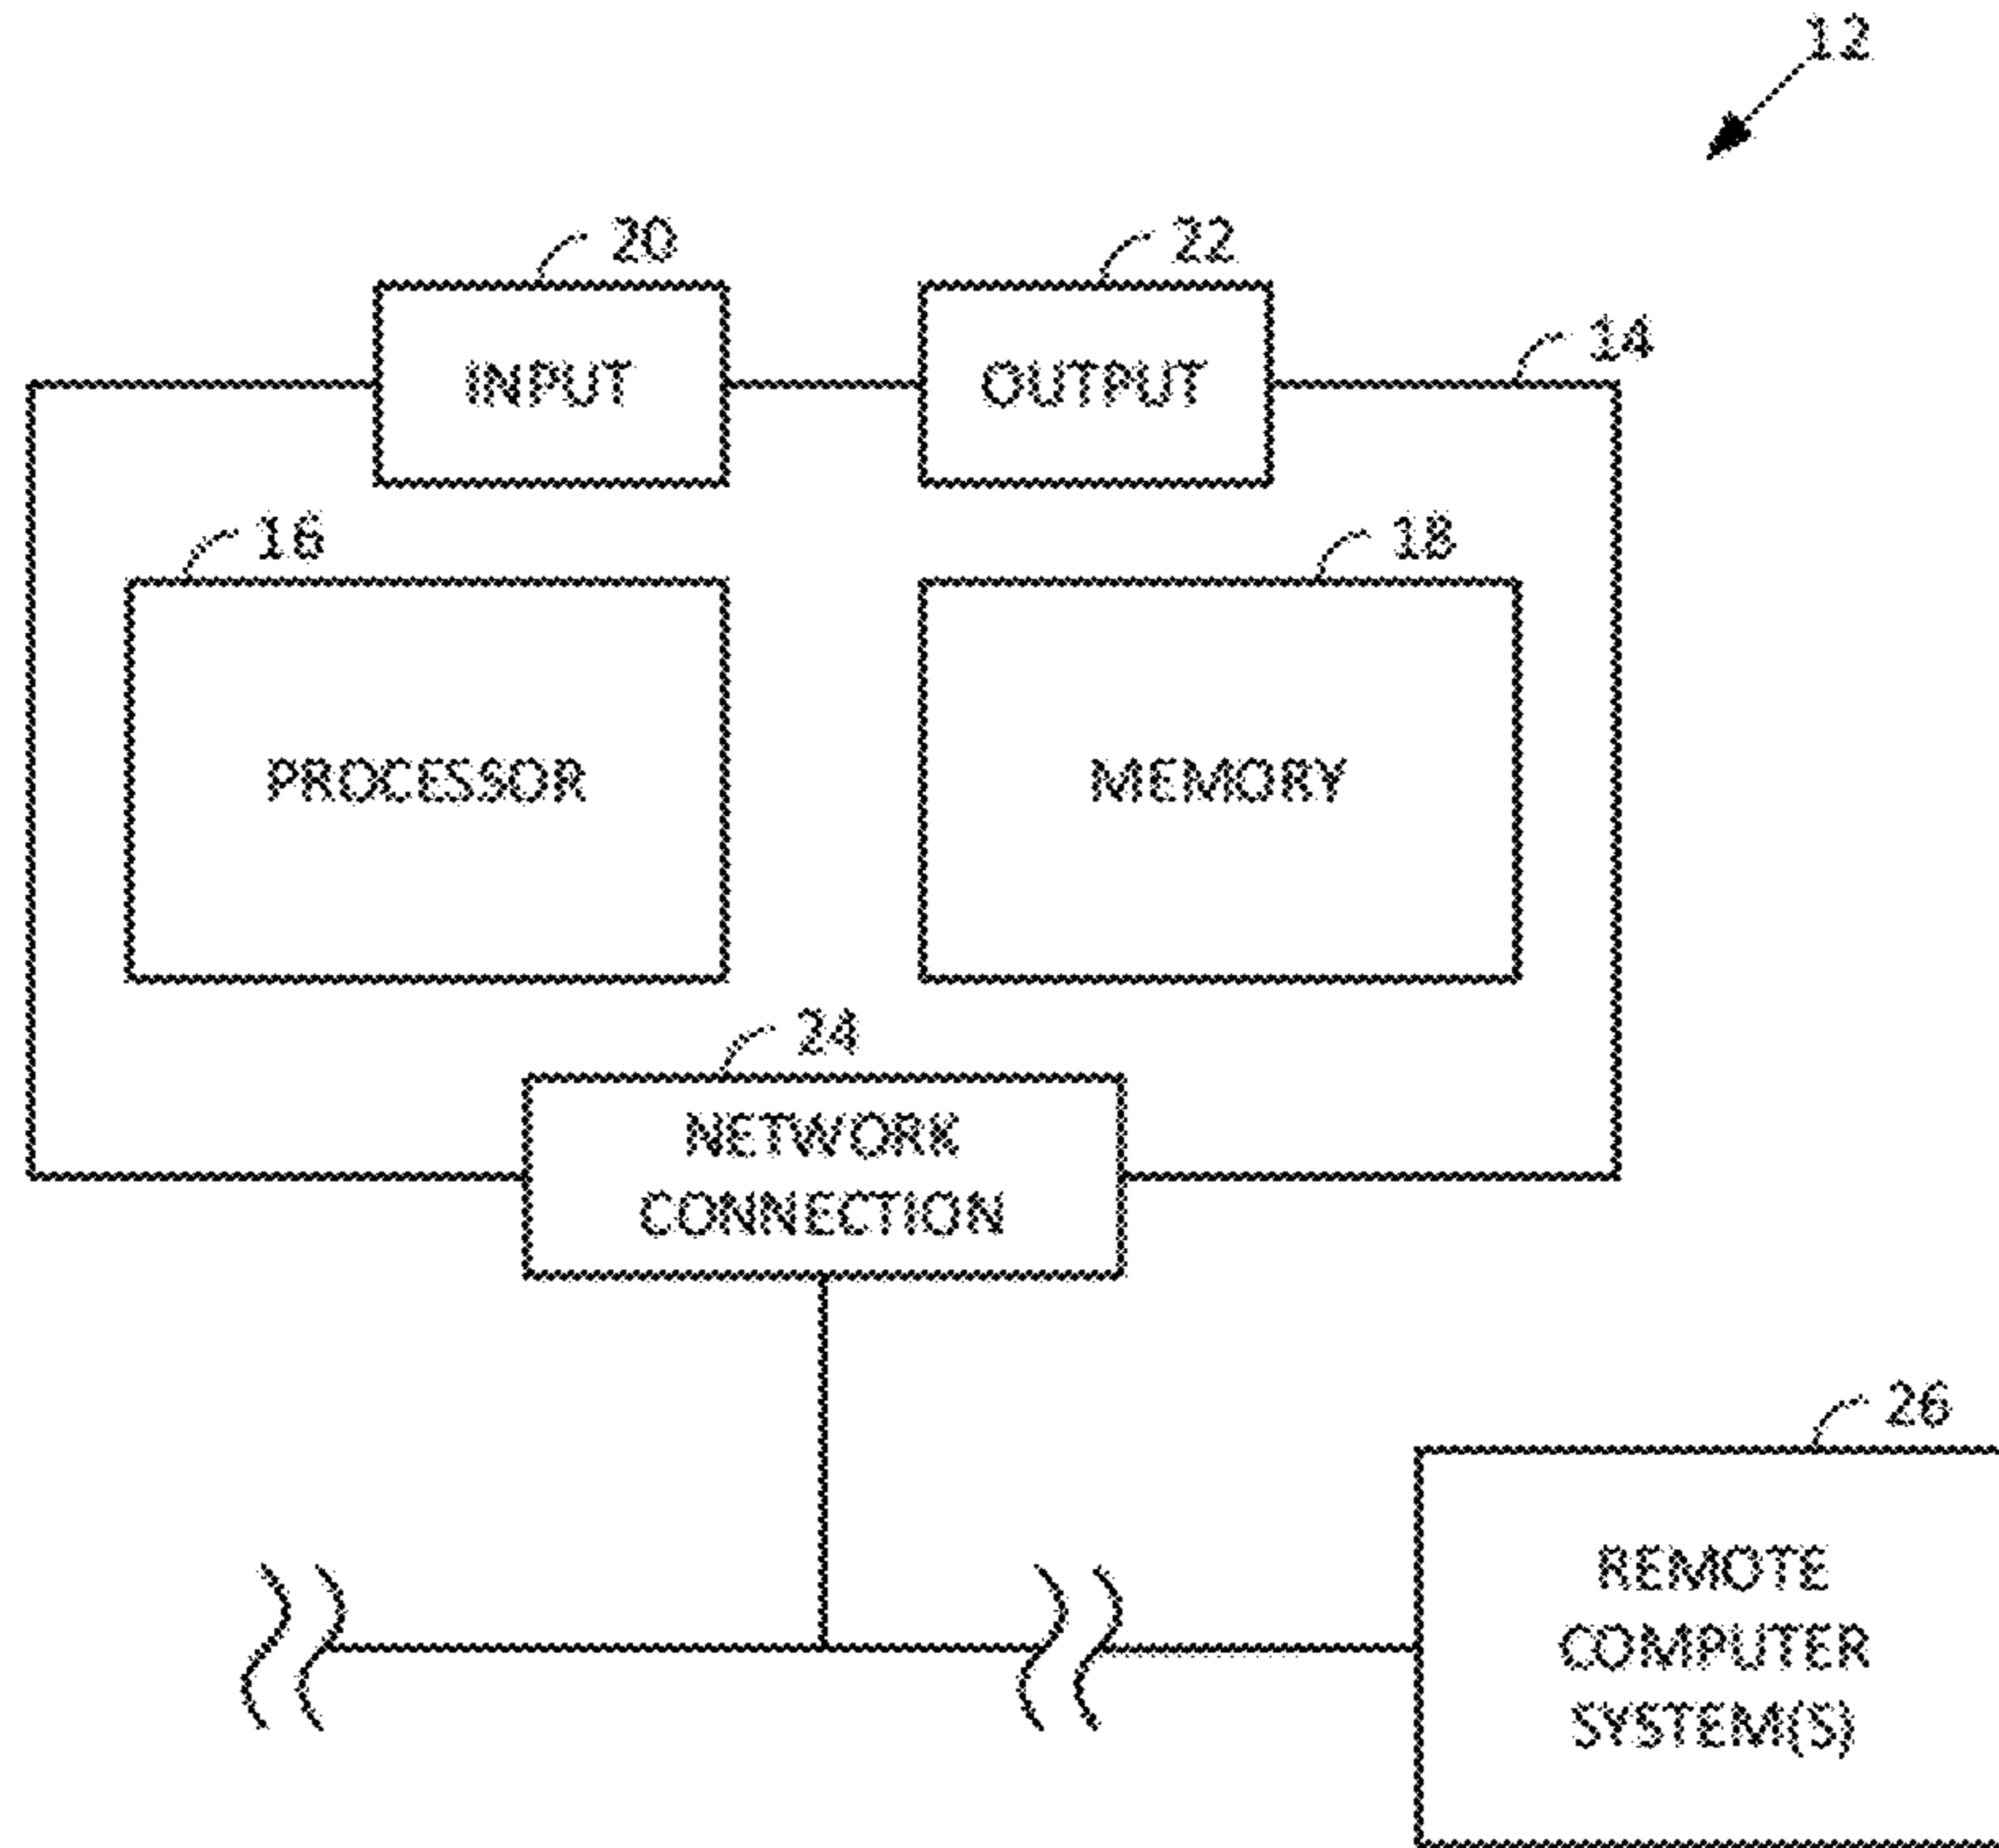 12
20
22
14
INPUT
OUTPUT
16
18
PROCESSOR
MEMORY
24
NETWORK
CONNECTION
26
REMOTE
COMPUTER
SYSTEM(S)